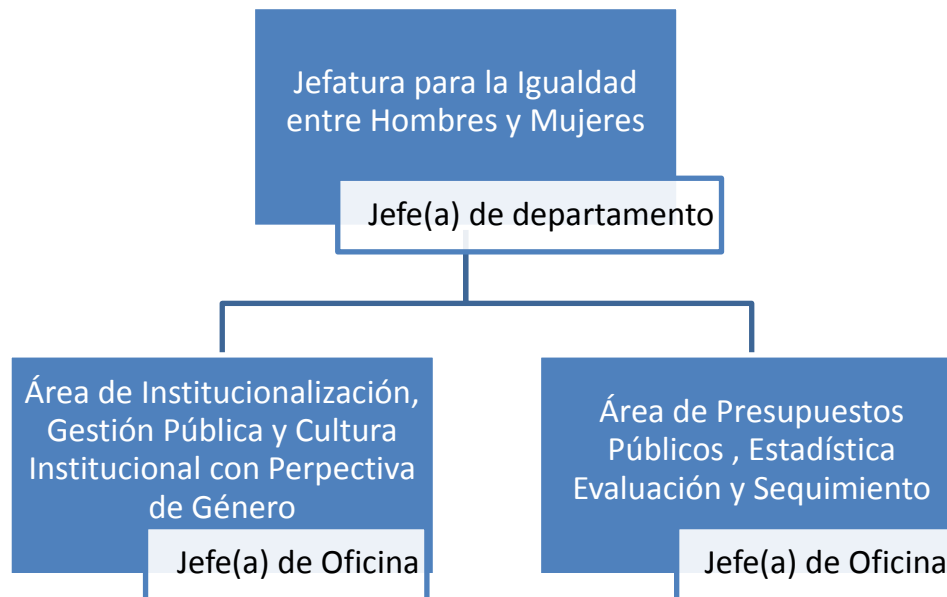 Jefatura para la Igualdad
entre Hombres y Mujeres
Jefe(a) de departamento
Área de Institucionalización,
Gestión Pública y Cultura
Institucional con Perpectiva
de Género
Jefe(a) de Oficina
Área de Presupuestos
Públicos , Estadística
Evaluación y Sequimiento
Jefe(a) de Oficina